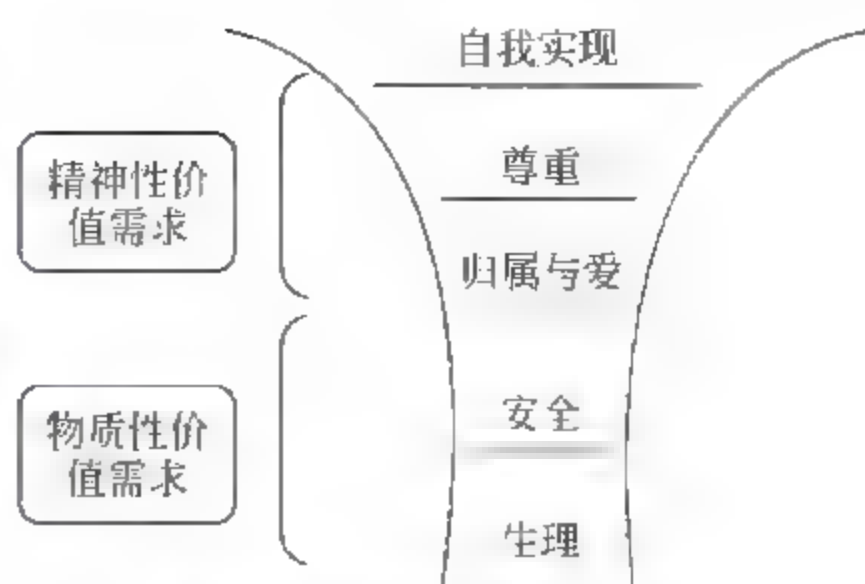 自我实现
尊重
精神性价
值需求
归属与爱
安全
物质性价
值需求
生理